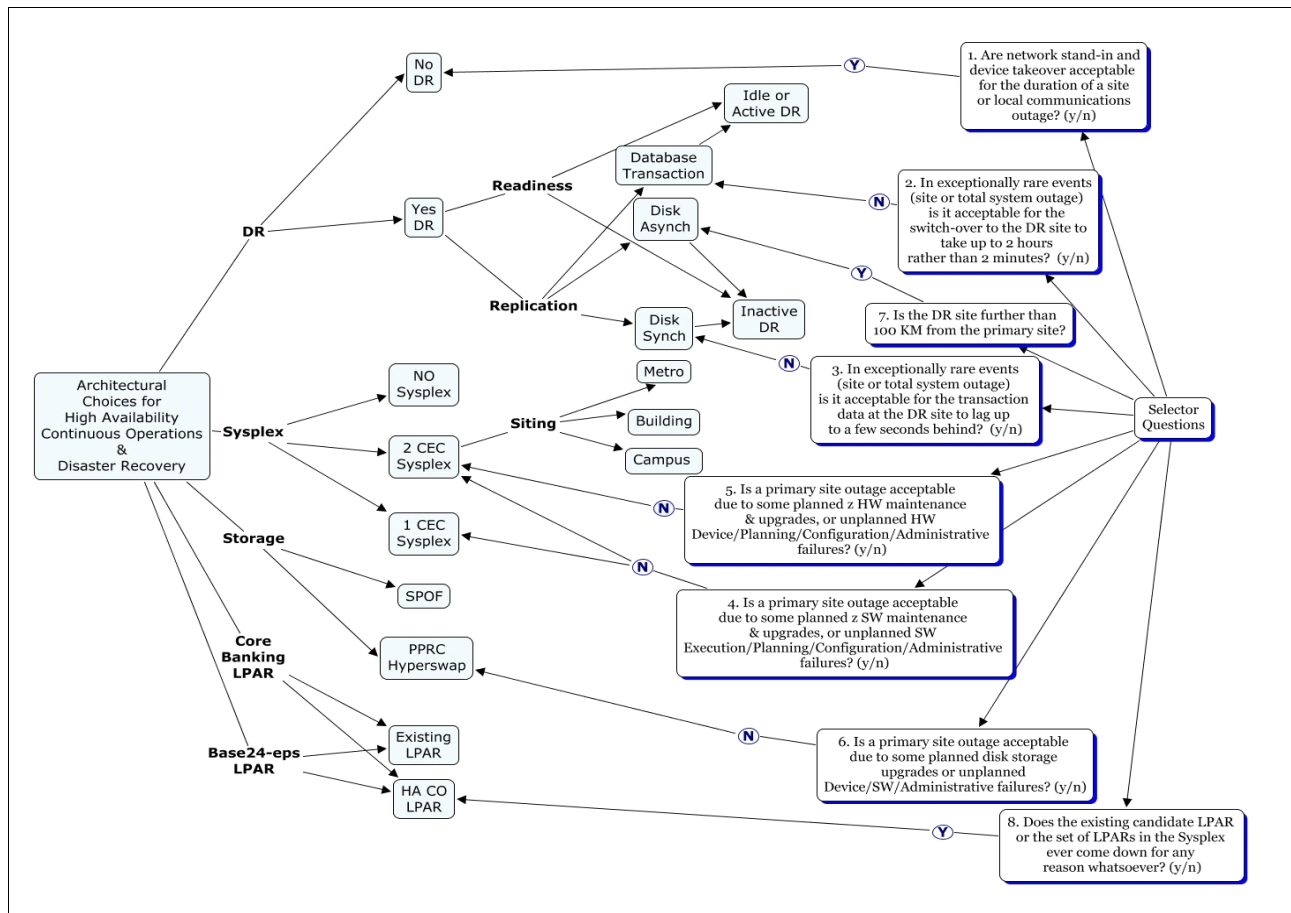 No
DR
Y
1. Are network stand-in and
device takeover acceptable
for the duration of a site
or local communications
outage? (y/n)
Idle or
Active DR
Database
Transaction
Readiness
N
2. In exceptionally rare events
(site or total system outage)
is it acceptable for the
switch-over to the DR site to
take up to 2 hours
rather than 2 minutes?  (y/n)
DR
Yes
DR
Disk
Asynch
Y
Replication
Inactive
DR
Disk
Synch
7. Is the DR site further than
100 KM from the primary site?
N
3. In exceptionally rare events
(site or total system outage)
is it acceptable for the transaction
data at the DR site to lag up
to a few seconds behind?  (y/n)
Architectural
Choices for
High Availability
Continuous Operations
&
Disaster Recovery
NO
Sysplex
Metro
Sysplex
Siting
Building
2 CEC
Sysplex
Campus
Selector
Questions
N
5. Is a primary site outage acceptable
due to some planned z HW maintenance
& upgrades, or unplanned HW
Device/Planning/Configuration/Administrative
failures? (y/n)
1 CEC
Sysplex
Storage
N
SPOF
4. Is a primary site outage acceptable
due to some planned z SW maintenance
& upgrades, or unplanned SW
Execution/Planning/Configuration/Administrative
failures? (y/n)
Core
Banking
LPAR
PPRC
Hyperswap
N
6. Is a primary site outage acceptable
due to some planned disk storage
upgrades or unplanned
Device/SW/Administrative failures? (y/n)
Base24-eps
LPAR
Existing
LPAR
HA CO
LPAR
Y
8. Does the existing candidate LPAR
or the set of LPARs in the Sysplex
ever come down for any
reason whatsoever? (y/n)